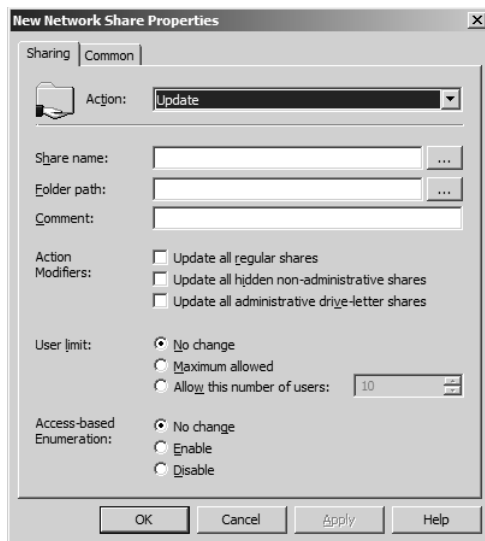 New Network Share Properties
Sharing
Common
Action:
Update
Share name:
...
Folder path:
...
Comment:
Action
Modifiers:
Update all regular shares
Update all hidden non-administrative shares
Update all administrative drive-letter shares
User limit:
No change
Maximum allowed
Allow this number of users:
10
Access-based
Enumeration:
No change
Enable
Disable
OK
Cancel
Apply
Help